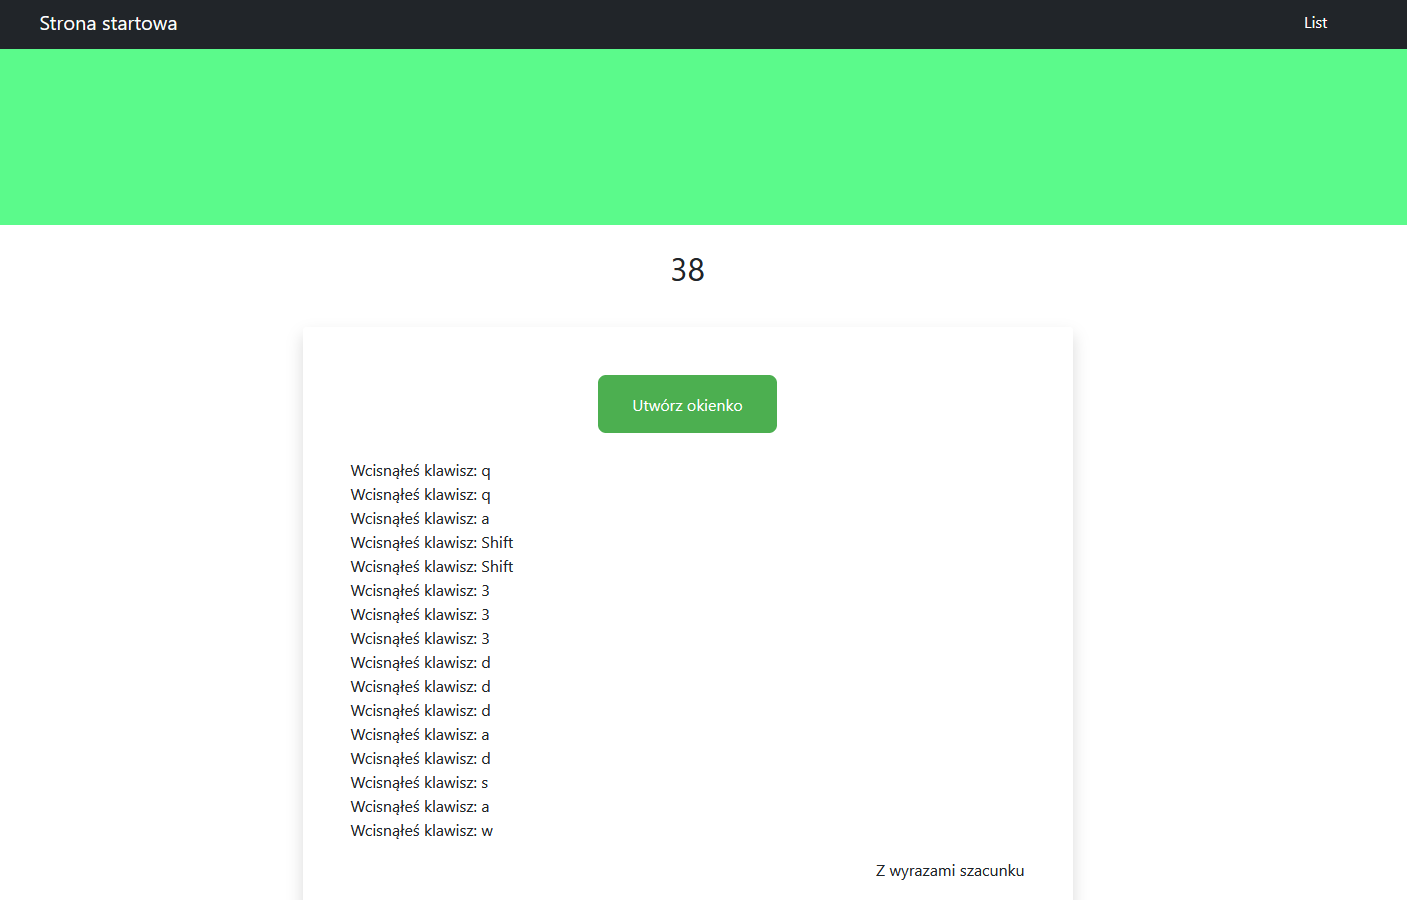 Strona startowa
List
38
Utwórz okienko
Wcisnąłeś klawisz: q
Wcisnąłeś klawisz: q
Wcisnąłeś klawisz: a
Wcisnąłeś klawisz: Shift
Wcisnąłeś klawisz: Shift
Wcisnąłeś klawisz: 3
Wcisnąłeś klawisz: 3
Wcisnąłeś klawisz: 3
Wcisnąłeś klawisz: d
Wcisnąłeś klawisz: d
Wcisnąłeś klawisz: d
Wcisnąłeś klawisz: a
Wcisnąłeś klawisz: d
Wcisnąłeś klawisz: s
Wcisnąłeś klawisz: a
Wcisnąłeś klawisz: w
Z wyrazami szacunku